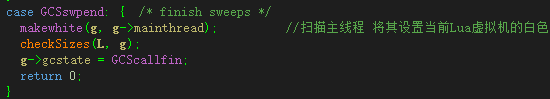 case GCSswpend: {  /* finish sweeps */
  makewhite(g, g->mainthread);          //扫描主线程 将其设置当前Lua虚拟机的白色
  checkSizes(L, g);
  g->gcstate = GCScallfin;
  return 0;
}